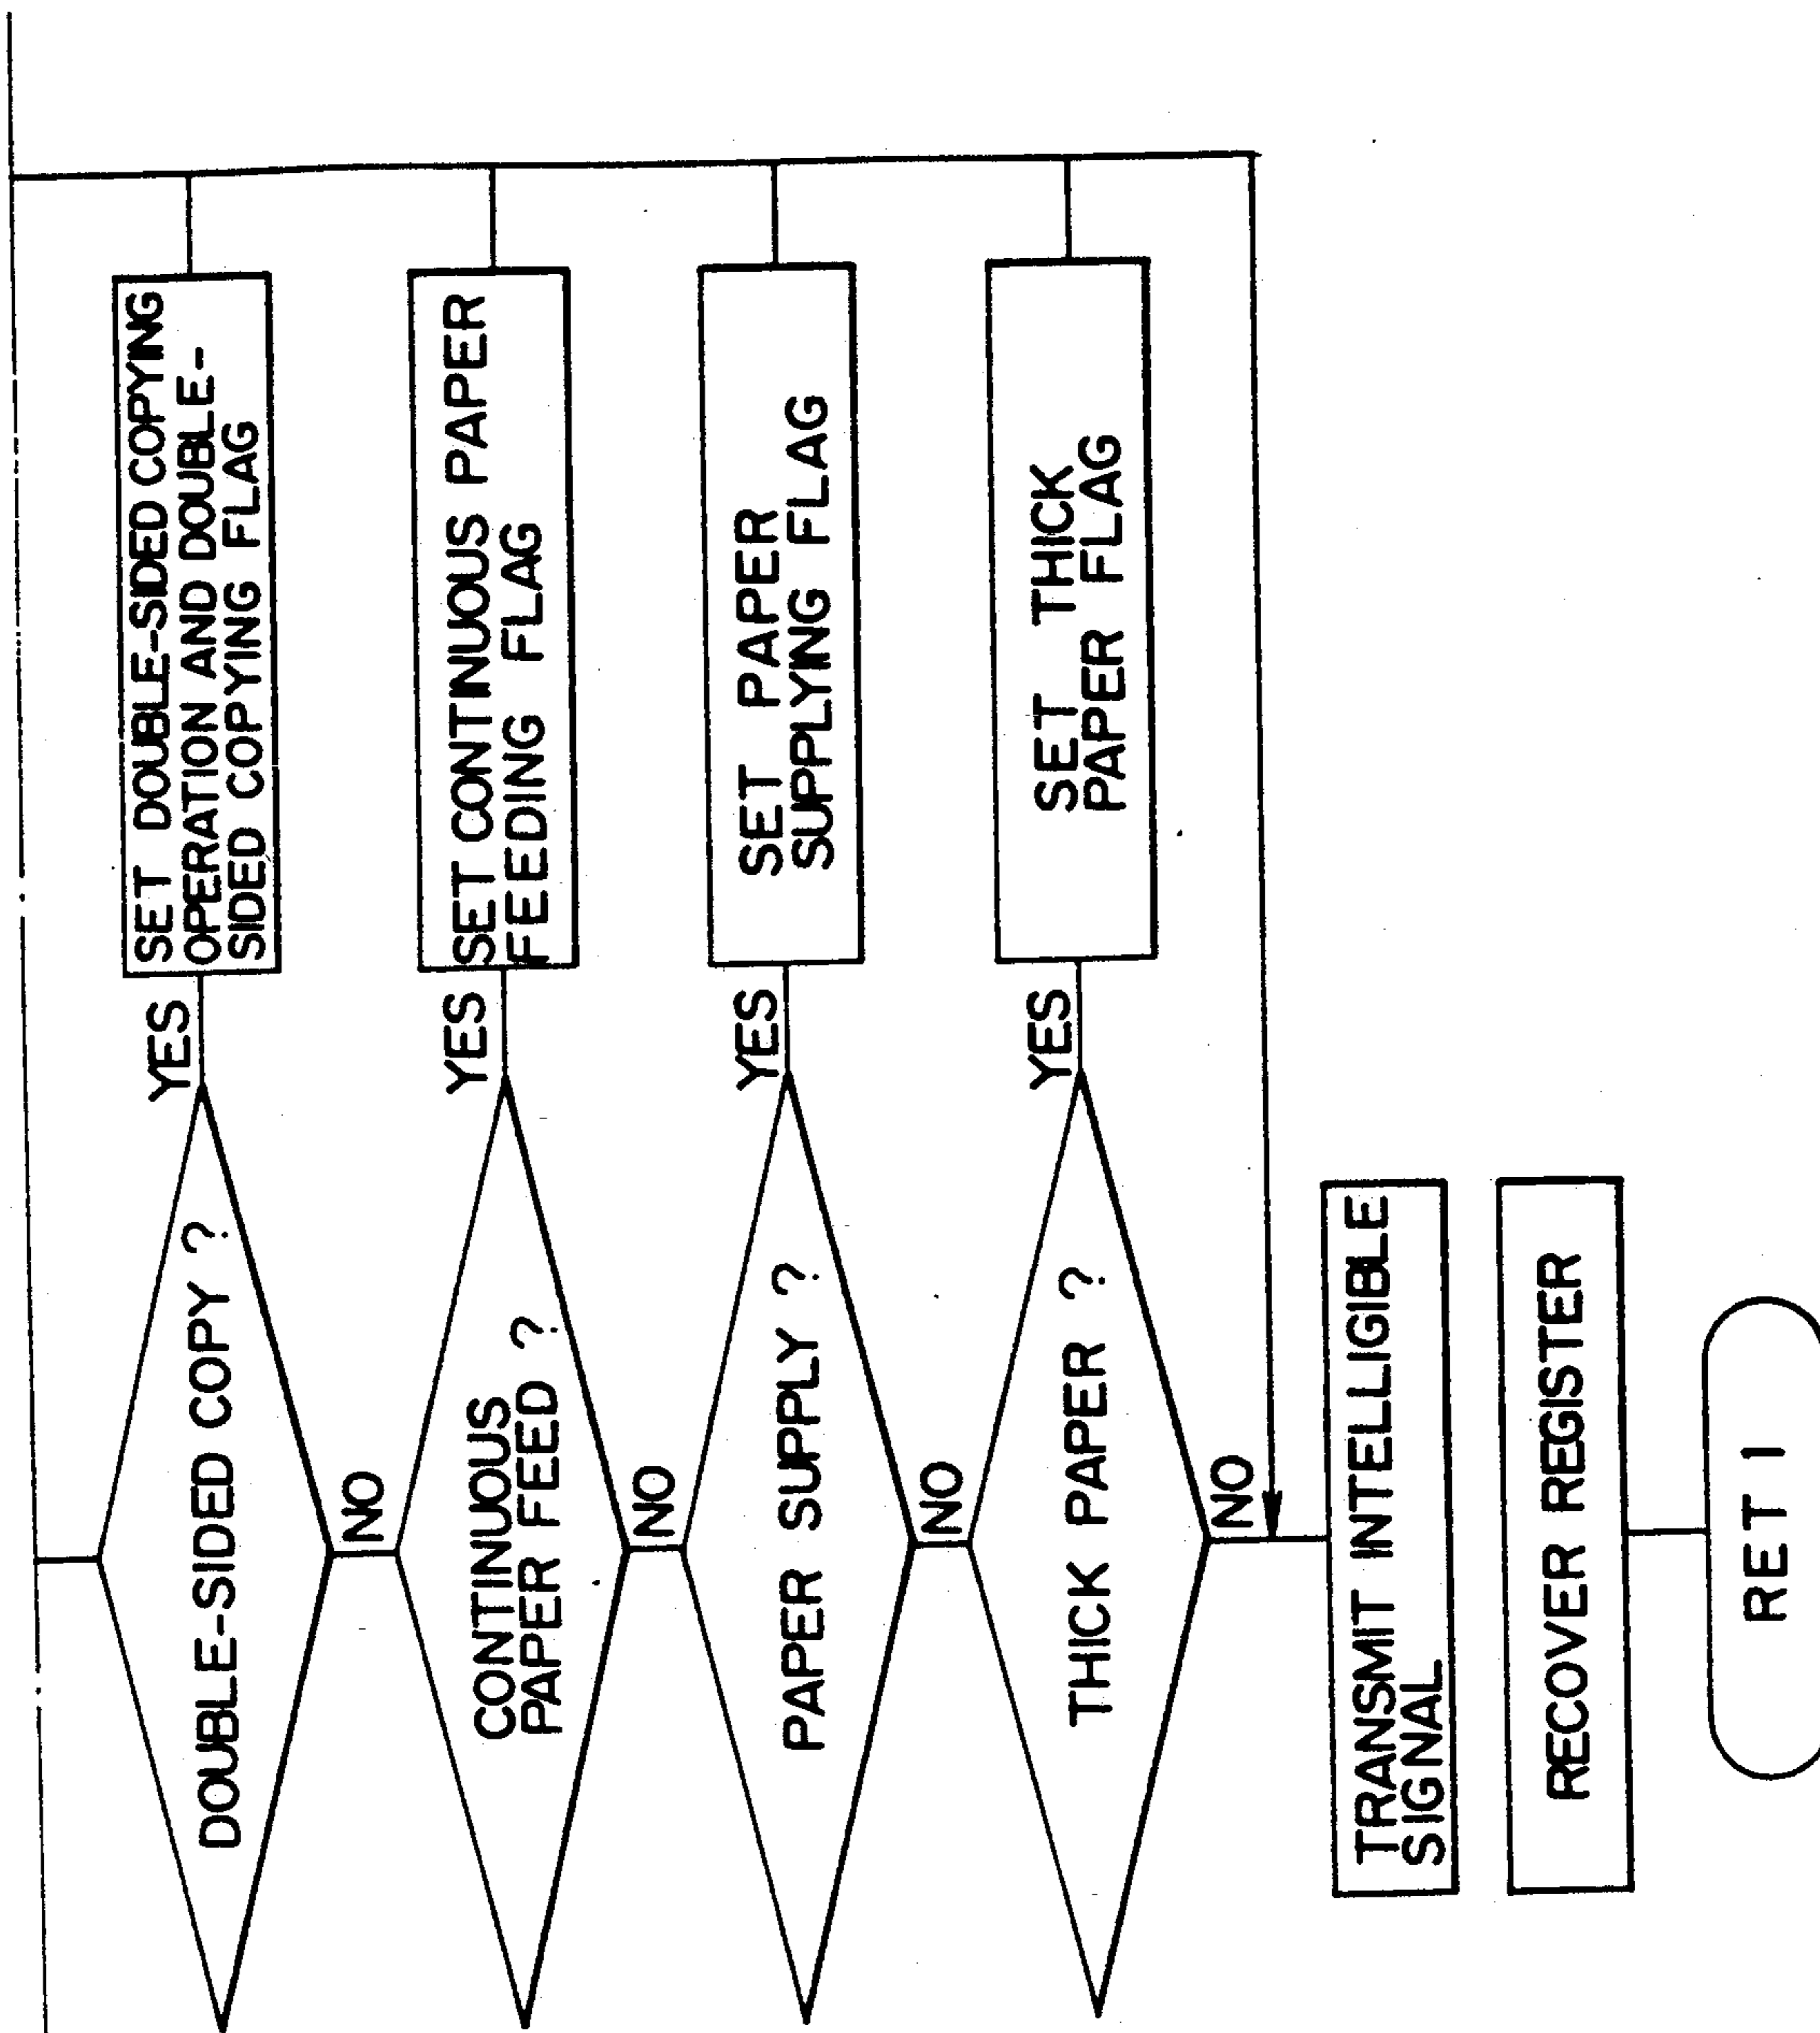 DOUBLE-SIDED COPY ?
YES
SET DOUBLE-SIDED COPYING
OPERATION AND DOUBLE-
SIDED COPYING FLAG
NO
CONTINUOUS
PAPER FEED ?
YES
SET CONTINUOUS PAPER
FEEDING FLAG
NO
PAPER SUPPLY ?
YES
SET PAPER
SUPPLYING FLAG
NO
THICK PAPER ?
YES
SET THICK
PAPER FLAG
NO
TRANSMIT INTELLIGIBLE
SIGNAL
RECOVER REGISTER
RET I